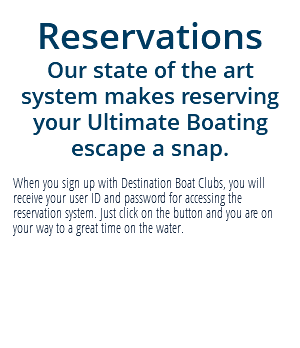 Reservations
Our state of the art
system makes reserving
your Ultimate Boating
escape a snap.
When you sign up with Destination Boat Clubs, you will
receive your user ID and password for accessing the
reservation system. Just click on the button and you are on
your way to a great time on the water.